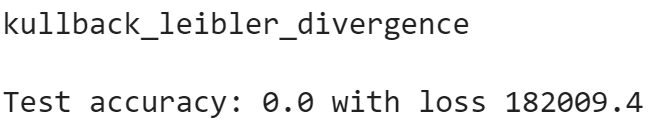 kullback_leibler_divergence
Test accuracy: 0.0 with loss 182009.4